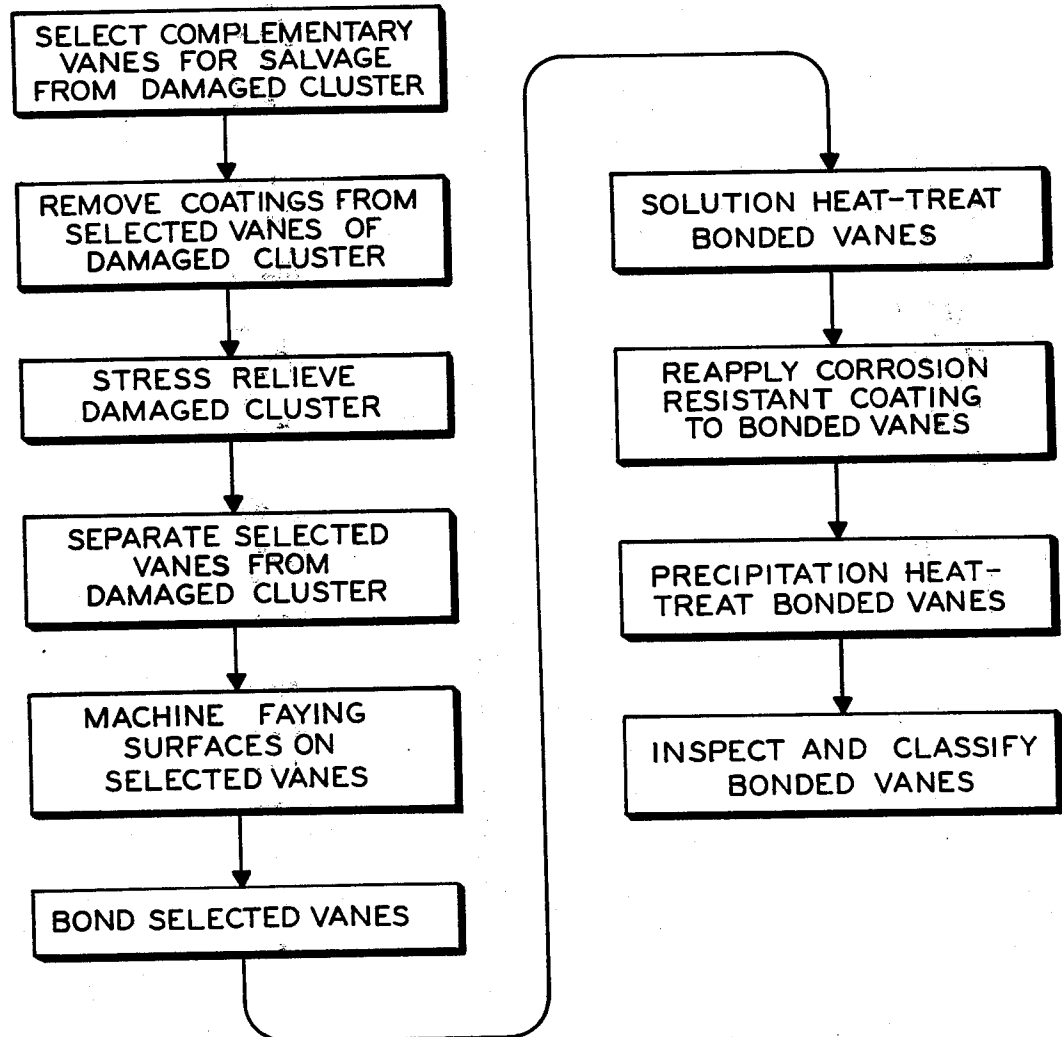 SELECT COMPLEMENTARY
VANES FOR SALVAGE
FROM DAMAGED CLUSTER
REMOVE COATINGS FROM
SELECTED VANES OF
DAMAGED CLUSTER
STRESS RELIEVE
DAMAGED CLUSTER
SEPARATE SELECTED
VANES FROM
DAMAGED CLUSTER
MACHINE FAYING
SURFACES ON
SELECTED VANES
BOND SELECTED VANES
SOLUTION HEAT-TREAT
BONDED VANES
REAPPLY CORROSION
RESISTANT COATING
TO BONDED VANES
PRECIPITATION HEAT-
TREAT BONDED VANES
INSPECT AND CLASSIFY
BONDED VANES